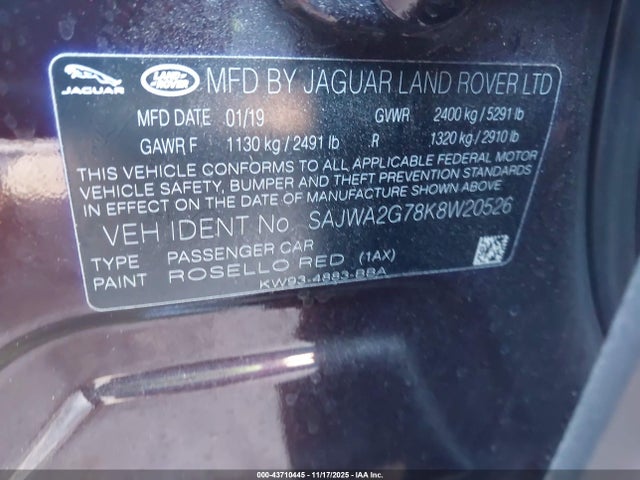 JAGUAR LAND ROVER MFD BY JAGUAR LAND ROVER LTD
MFD DATE 01/19 GVWR 2400 kg / 5291 lb
GAWR F 1130 kg / 2491 lb R 1320 kg / 2910 lb
THIS VEHICLE CONFORMS TO ALL APPLICABLE FEDERAL MOTOR
VEHICLE SAFETY, BUMPER AND THEFT PREVENTION STANDARDS
IN EFFECT ON THE DATE OF MANUFACTURE SHOWN ABOVE
VEH IDENT No. SAJWA2G78K8W20526
TYPE PASSENGER CAR
PAINT ROSELLO RED (1AX)
KW93-4883-BBA
000-43710445 - 11/17/2025 - IAA Inc.